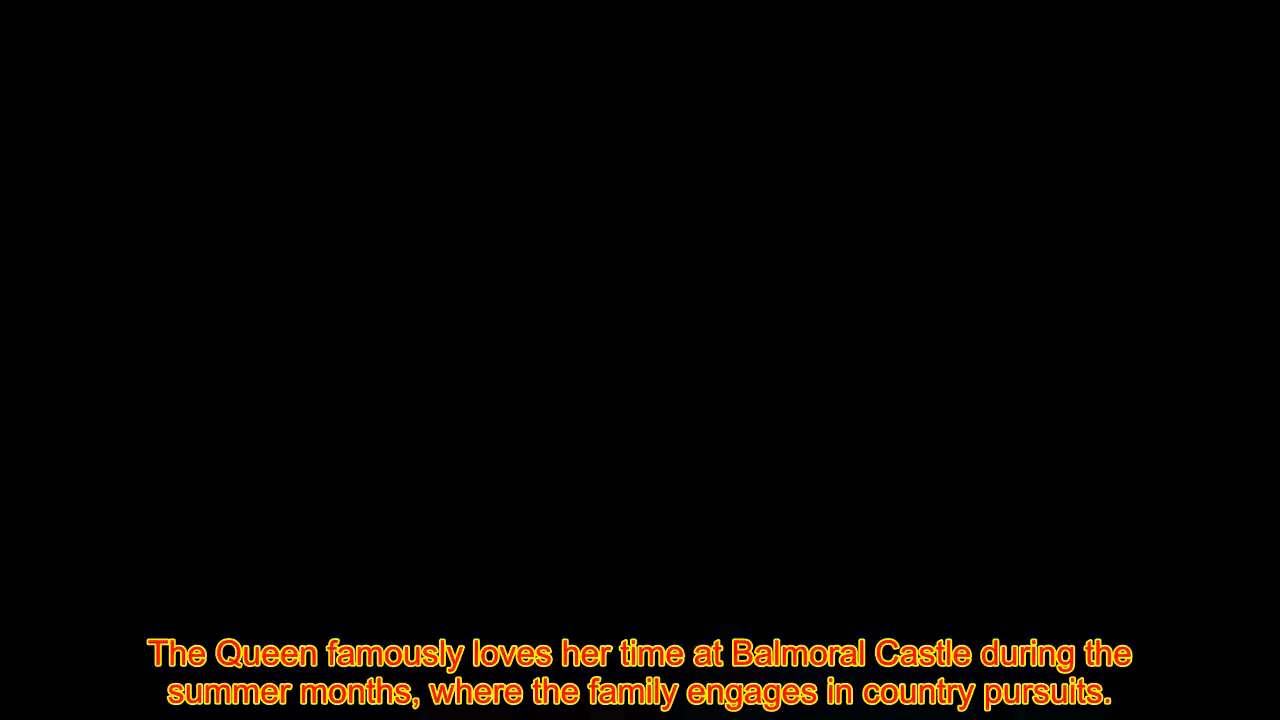 The Queen famously loves her time at Balmoral Castle during the
summer months, where the family engages in country pursuits.